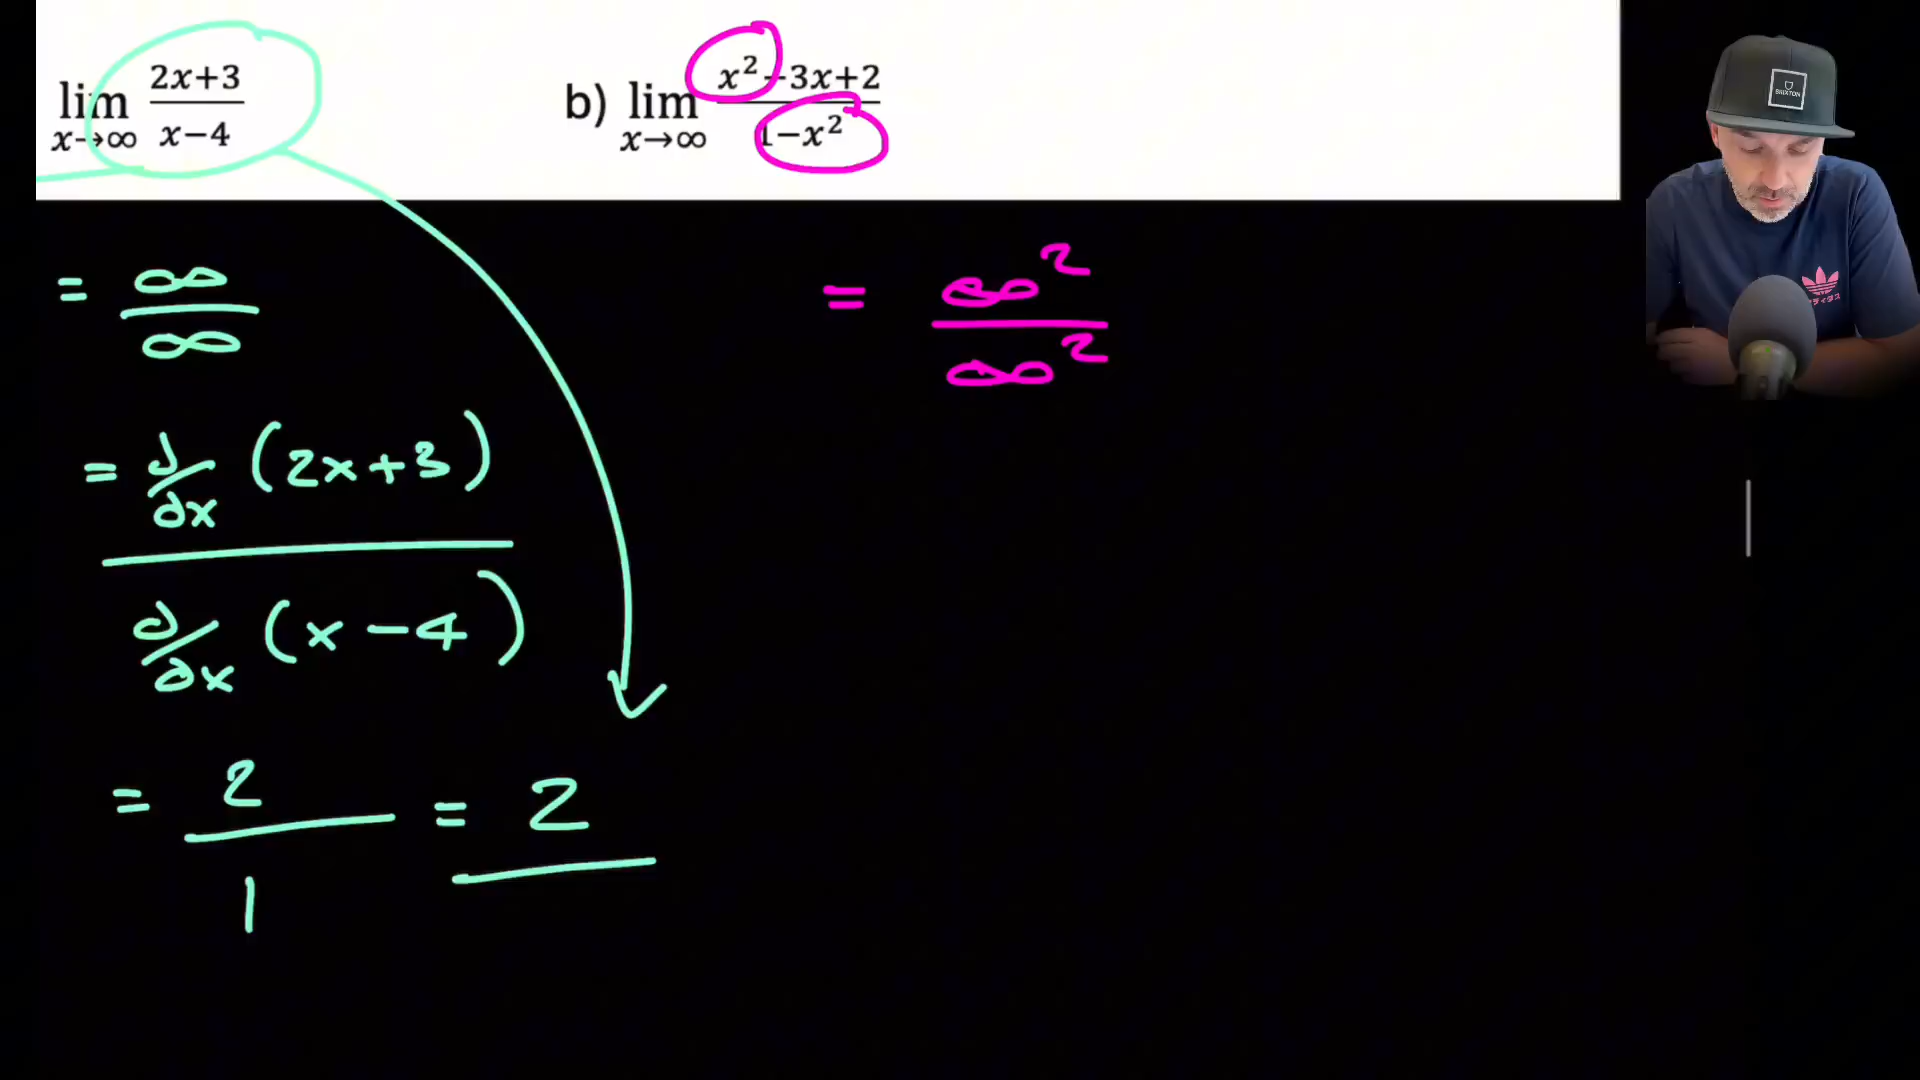 lim x→∞ 2x+3 / x−4
b) lim x→∞ x²−3x+2 / 1−x²
= ∞ / ∞
= d/dx (2x+3)
d/dx (x−4)
= 2 / 1 = 2
= ∞² / ∞²
BRIXTON